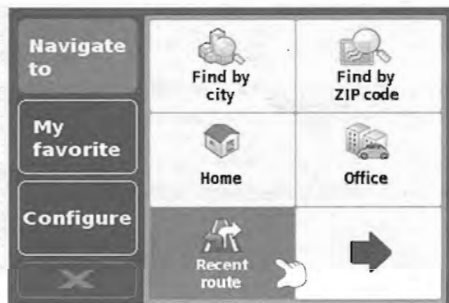 Navigate
to
My
favorite
Configure
Find by
city
Find by
ZIP code
Home
Office
Recent
route